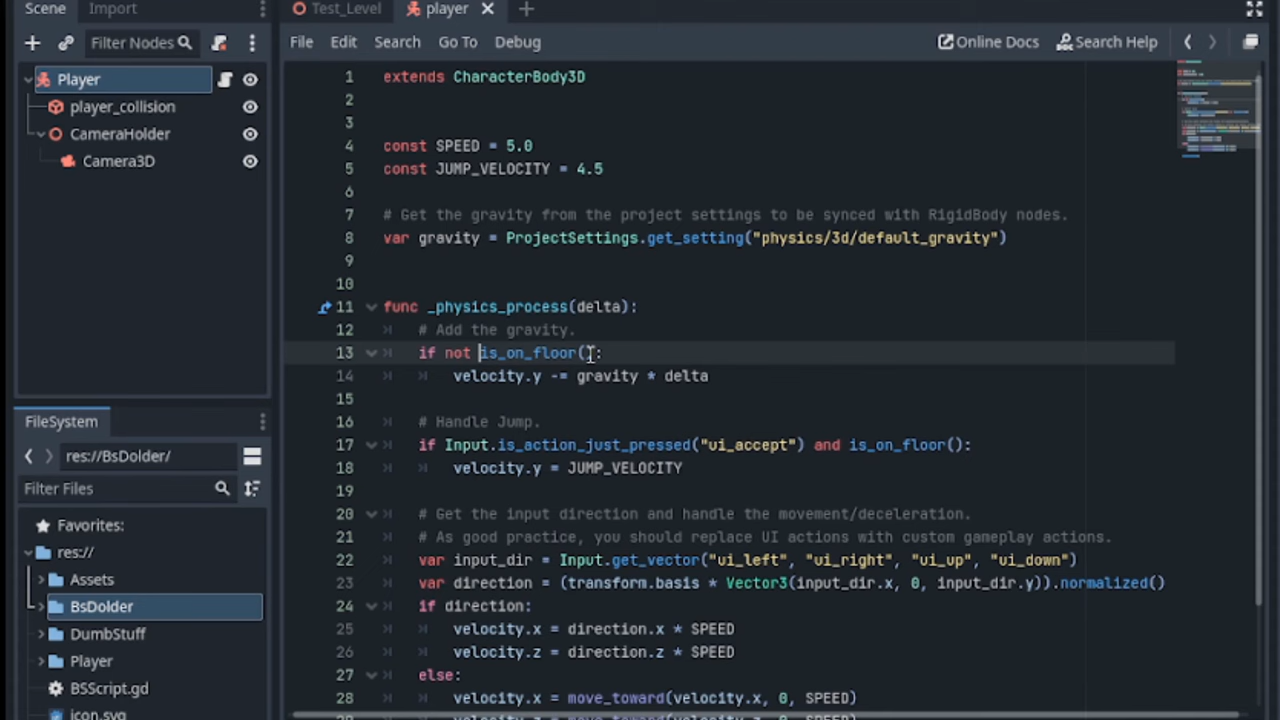 Scene Import
Filter Nodes
Player
player_collision
CameraHolder
Camera3D
FileSystem
res://BsDolder/
Filter Files
Favorites:
res://
Assets
BsDolder
DumbStuff
Player
BSScript.gd
icon.svg
Test_Level player
File Edit Search Go To Debug Online Docs Search Help
1 extends CharacterBody3D
2
3
4 const SPEED = 5.0
5 const JUMP_VELOCITY = 4.5
6
7 # Get the gravity from the project settings to be synced with RigidBody nodes.
8 var gravity = ProjectSettings.get_setting("physics/3d/default_gravity")
9
10
11 func _physics_process(delta):
12 # Add the gravity.
13 if not is_on_floor():
14 velocity.y -= gravity * delta
15
16 # Handle Jump.
17 if Input.is_action_just_pressed("ui_accept") and is_on_floor():
18 velocity.y = JUMP_VELOCITY
19
20 # Get the input direction and handle the movement/deceleration.
21 # As good practice, you should replace UI actions with custom gameplay actions.
22 var input_dir = Input.get_vector("ui_left", "ui_right", "ui_up", "ui_down")
23 var direction = (transform.basis * Vector3(input_dir.x, 0, input_dir.y)).normalized()
24 if direction:
25 velocity.x = direction.x * SPEED
26 velocity.z = direction.z * SPEED
27 else:
28 velocity.x = move_toward(velocity.x, 0, SPEED)